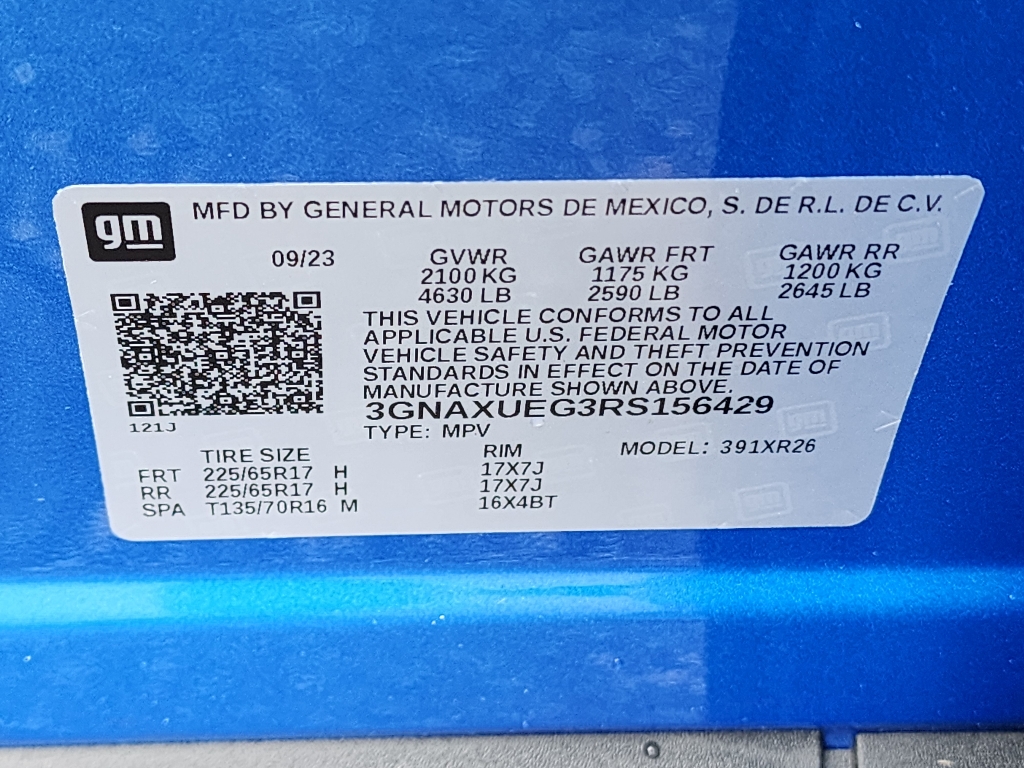 gm MFD BY GENERAL MOTORS DE MEXICO, S. DE R.L. DE C.V.
09/23 GVWR GAWR FRT GAWR RR
2100 KG 1175 KG 1200 KG
4630 LB 2590 LB 2645 LB
THIS VEHICLE CONFORMS TO ALL
APPLICABLE U.S. FEDERAL MOTOR
VEHICLE SAFETY AND THEFT PREVENTION
STANDARDS IN EFFECT ON THE DATE OF
MANUFACTURE SHOWN ABOVE.
3GNAXUEG3RS156429
121J
TYPE: MPV
TIRE SIZE RIM MODEL: 391XR26
FRT 225/65R17 H 17X7J
RR 225/65R17 H 17X7J
SPA T135/70R16 M 16X4BT